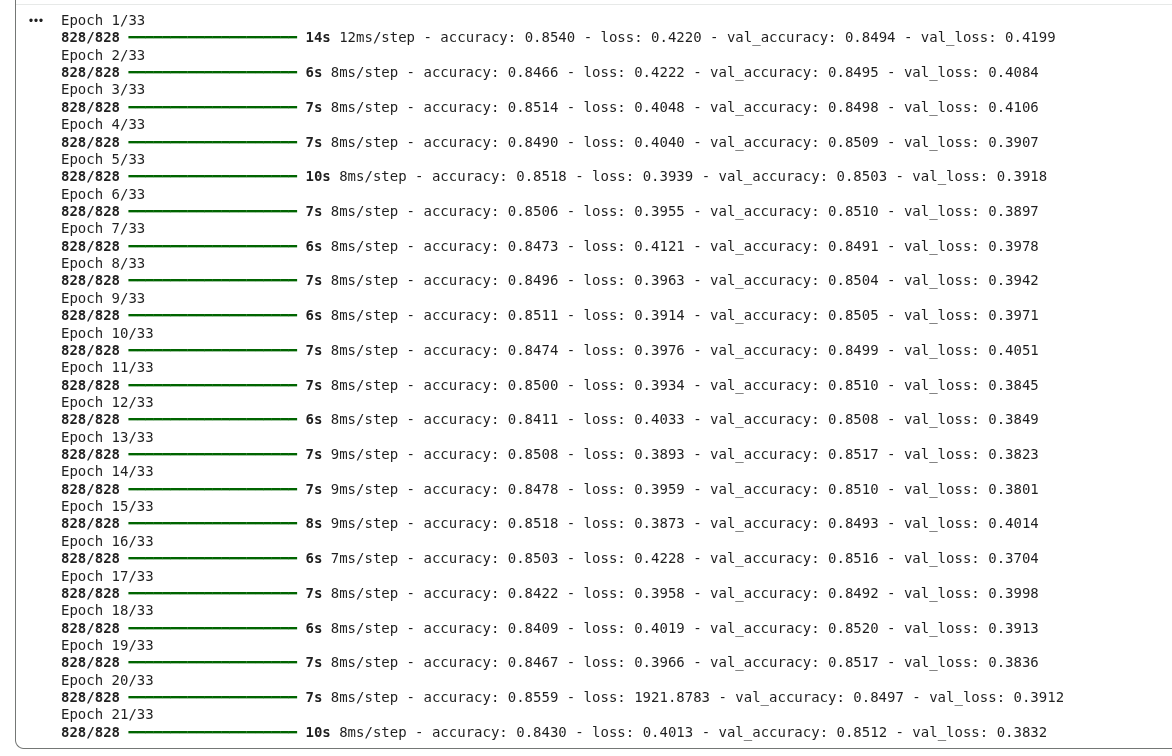 Epoch 1/33
828/828 ━━━━━━━━━━━━━━━━━━━━ 14s 12ms/step - accuracy: 0.8540 - loss: 0.4220 - val_accuracy: 0.8494 - val_loss: 0.4199
Epoch 2/33
828/828 ━━━━━━━━━━━━━━━━━━━━ 6s 8ms/step - accuracy: 0.8466 - loss: 0.4222 - val_accuracy: 0.8495 - val_loss: 0.4084
Epoch 3/33
828/828 ━━━━━━━━━━━━━━━━━━━━ 7s 8ms/step - accuracy: 0.8514 - loss: 0.4048 - val_accuracy: 0.8498 - val_loss: 0.4106
Epoch 4/33
828/828 ━━━━━━━━━━━━━━━━━━━━ 7s 8ms/step - accuracy: 0.8490 - loss: 0.4040 - val_accuracy: 0.8509 - val_loss: 0.3907
Epoch 5/33
828/828 ━━━━━━━━━━━━━━━━━━━━ 10s 8ms/step - accuracy: 0.8518 - loss: 0.3939 - val_accuracy: 0.8503 - val_loss: 0.3918
Epoch 6/33
828/828 ━━━━━━━━━━━━━━━━━━━━ 7s 8ms/step - accuracy: 0.8506 - loss: 0.3955 - val_accuracy: 0.8510 - val_loss: 0.3897
Epoch 7/33
828/828 ━━━━━━━━━━━━━━━━━━━━ 6s 8ms/step - accuracy: 0.8473 - loss: 0.4121 - val_accuracy: 0.8491 - val_loss: 0.3978
Epoch 8/33
828/828 ━━━━━━━━━━━━━━━━━━━━ 7s 8ms/step - accuracy: 0.8496 - loss: 0.3963 - val_accuracy: 0.8504 - val_loss: 0.3942
Epoch 9/33
828/828 ━━━━━━━━━━━━━━━━━━━━ 6s 8ms/step - accuracy: 0.8511 - loss: 0.3914 - val_accuracy: 0.8505 - val_loss: 0.3971
Epoch 10/33
828/828 ━━━━━━━━━━━━━━━━━━━━ 7s 8ms/step - accuracy: 0.8474 - loss: 0.3976 - val_accuracy: 0.8499 - val_loss: 0.4051
Epoch 11/33
828/828 ━━━━━━━━━━━━━━━━━━━━ 7s 8ms/step - accuracy: 0.8500 - loss: 0.3934 - val_accuracy: 0.8510 - val_loss: 0.3845
Epoch 12/33
828/828 ━━━━━━━━━━━━━━━━━━━━ 6s 8ms/step - accuracy: 0.8411 - loss: 0.4033 - val_accuracy: 0.8508 - val_loss: 0.3849
Epoch 13/33
828/828 ━━━━━━━━━━━━━━━━━━━━ 7s 9ms/step - accuracy: 0.8508 - loss: 0.3893 - val_accuracy: 0.8517 - val_loss: 0.3823
Epoch 14/33
828/828 ━━━━━━━━━━━━━━━━━━━━ 7s 9ms/step - accuracy: 0.8478 - loss: 0.3959 - val_accuracy: 0.8510 - val_loss: 0.3801
Epoch 15/33
828/828 ━━━━━━━━━━━━━━━━━━━━ 8s 9ms/step - accuracy: 0.8518 - loss: 0.3873 - val_accuracy: 0.8493 - val_loss: 0.4014
Epoch 16/33
828/828 ━━━━━━━━━━━━━━━━━━━━ 6s 7ms/step - accuracy: 0.8503 - loss: 0.4228 - val_accuracy: 0.8516 - val_loss: 0.3704
Epoch 17/33
828/828 ━━━━━━━━━━━━━━━━━━━━ 7s 8ms/step - accuracy: 0.8422 - loss: 0.3958 - val_accuracy: 0.8492 - val_loss: 0.3998
Epoch 18/33
828/828 ━━━━━━━━━━━━━━━━━━━━ 6s 8ms/step - accuracy: 0.8409 - loss: 0.4019 - val_accuracy: 0.8520 - val_loss: 0.3913
Epoch 19/33
828/828 ━━━━━━━━━━━━━━━━━━━━ 7s 8ms/step - accuracy: 0.8467 - loss: 0.3966 - val_accuracy: 0.8517 - val_loss: 0.3836
Epoch 20/33
828/828 ━━━━━━━━━━━━━━━━━━━━ 7s 8ms/step - accuracy: 0.8559 - loss: 1921.8783 - val_accuracy: 0.8497 - val_loss: 0.3912
Epoch 21/33
828/828 ━━━━━━━━━━━━━━━━━━━━ 10s 8ms/step - accuracy: 0.8430 - loss: 0.4013 - val_accuracy: 0.8512 - val_loss: 0.3832